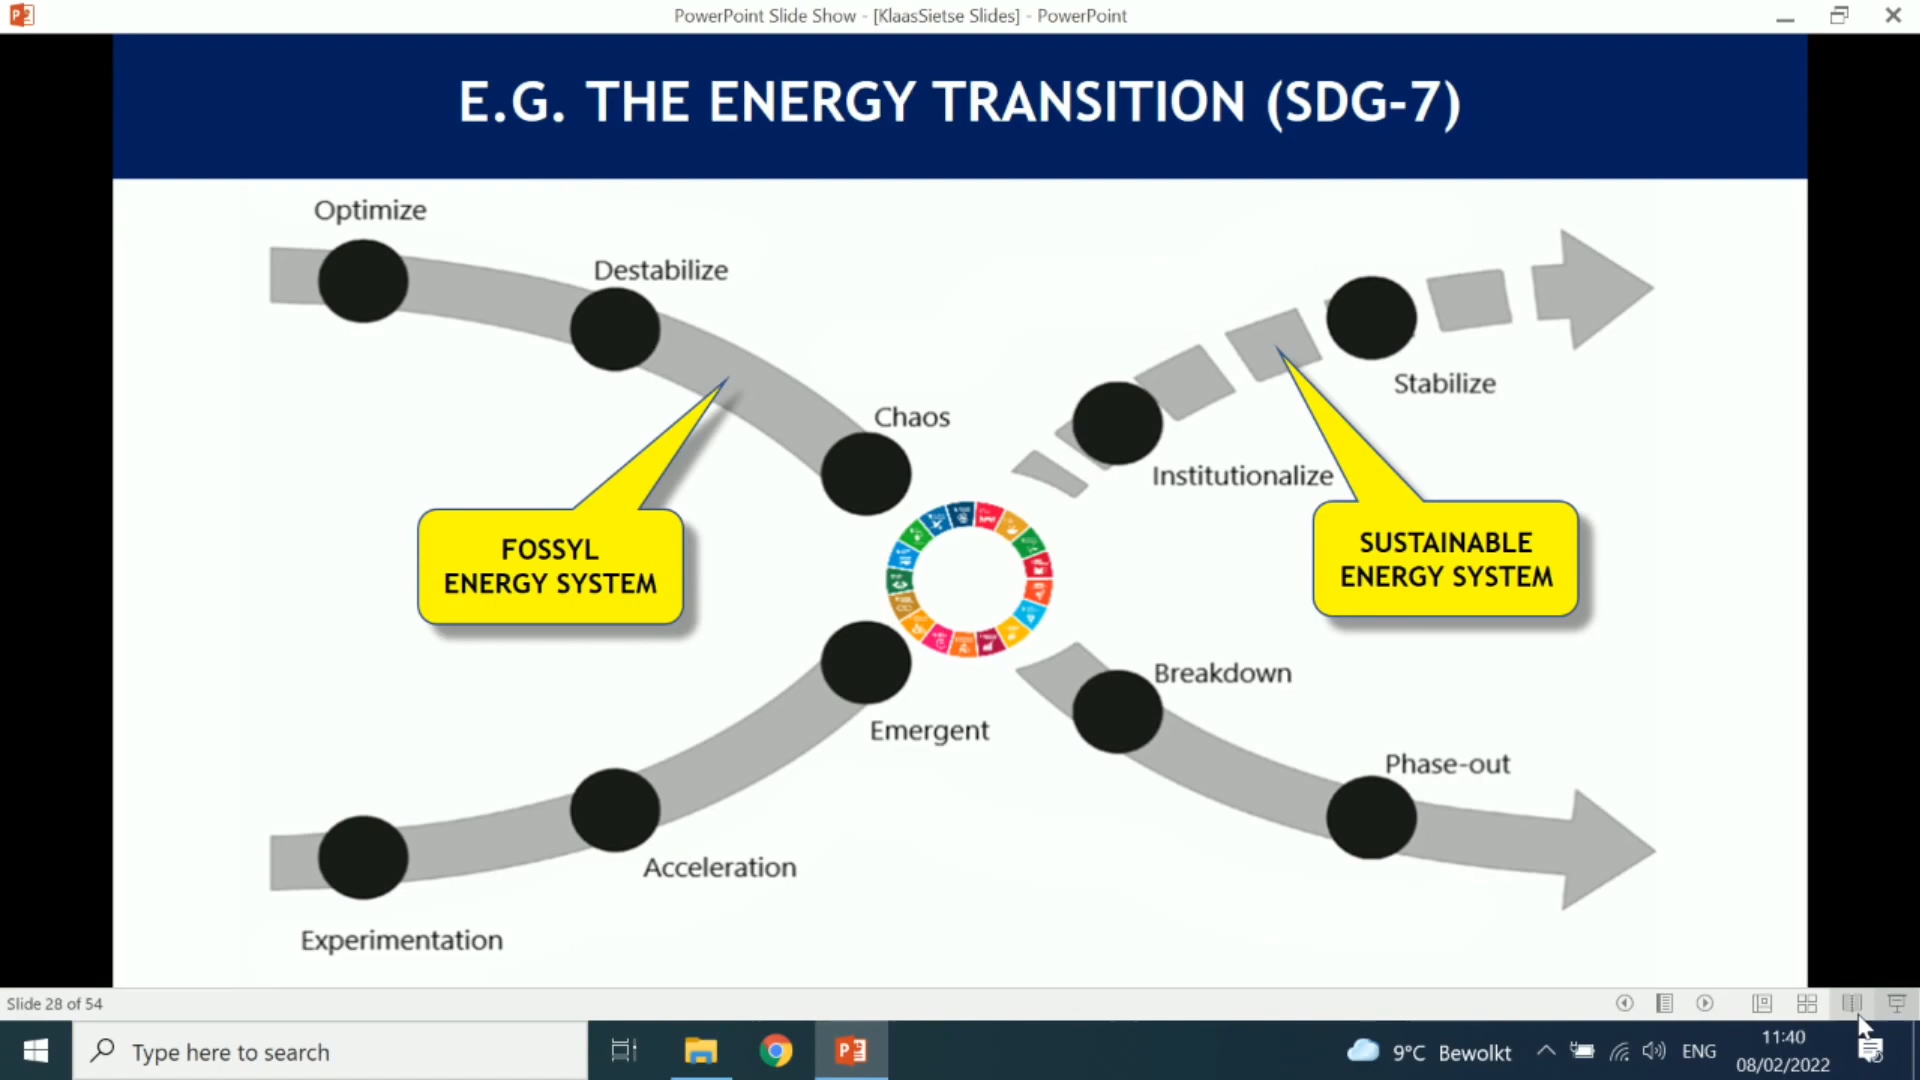 PowerPoint Slide Show - [KlaasSietse Slides] - PowerPoint
E.G. THE ENERGY TRANSITION (SDG-7)
Optimize
Destabilize
Chaos
Stabilize
Institutionalize
FOSSYL
ENERGY SYSTEM
SUSTAINABLE
ENERGY SYSTEM
Breakdown
Emergent
Phase-out
Acceleration
Experimentation
Slide 28 of 54
Type here to search
9°C Bewolkt
ENG
11:40
08/02/2022